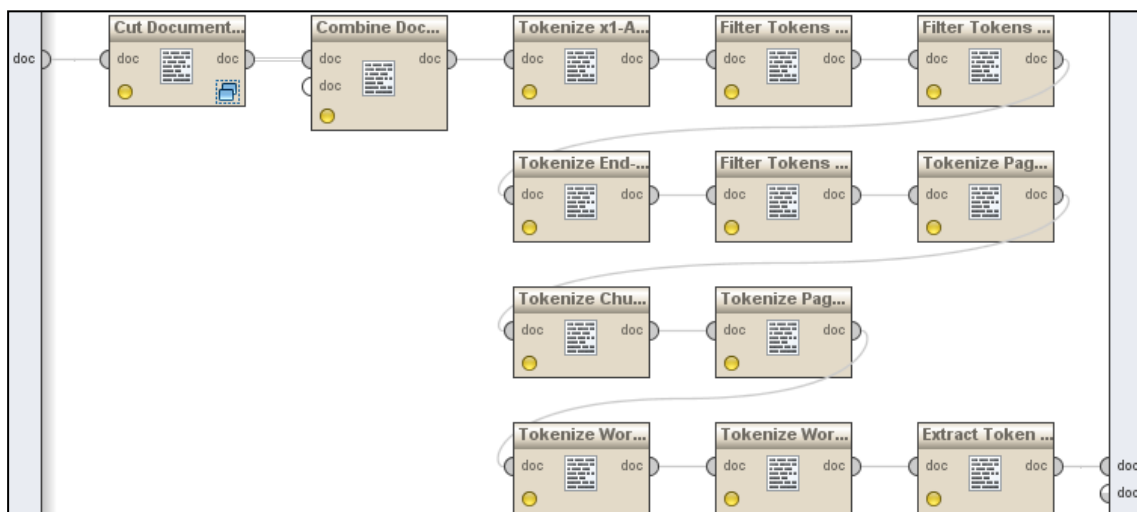 Cut Document... Combine Doc... Tokenize x1-A... Filter Tokens ... Filter Tokens ...
doc doc doc doc doc doc doc doc doc doc doc
doc
Tokenize End-... Filter Tokens ... Tokenize Pag...
doc doc doc doc doc doc
Tokenize Chu... Tokenize Pag...
doc doc doc doc
Tokenize Wor... Tokenize Wor... Extract Token ...
doc doc doc doc doc doc doc
doc